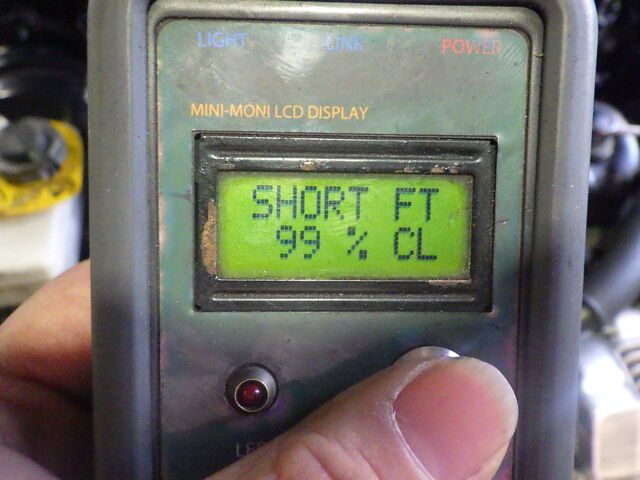 LIGHT LINK POWER
MINI-MONI LCD DISPLAY
SHORT FT
99 % CL